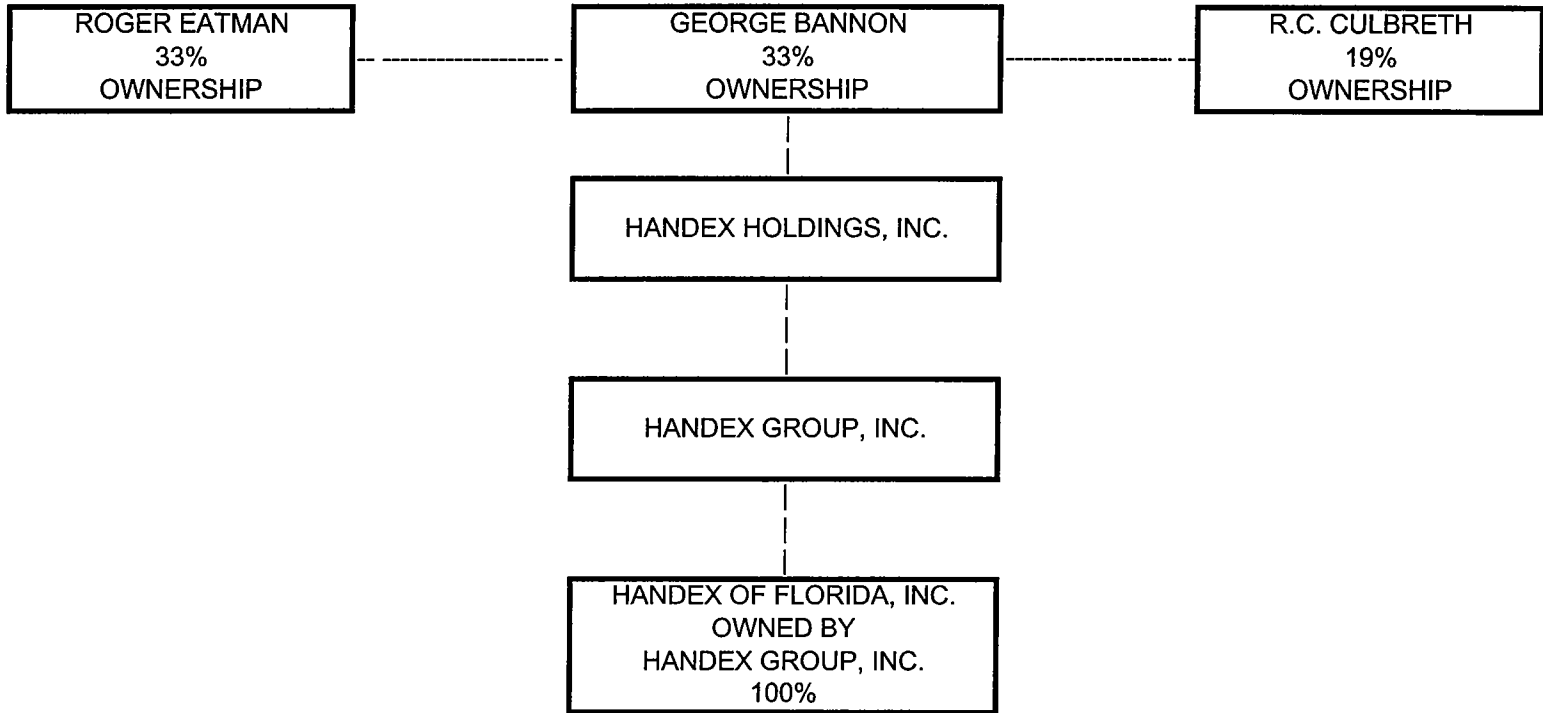 ROGER EATMAN
33%
OWNERSHIP
GEORGE BANNON
33%
OWNERSHIP
R.C. CULBRETH
19%
OWNERSHIP
HANDEX HOLDINGS, INC.
HANDEX GROUP, INC.
HANDEX OF FLORIDA, INC.
OWNED BY
HANDEX GROUP, INC.
100%